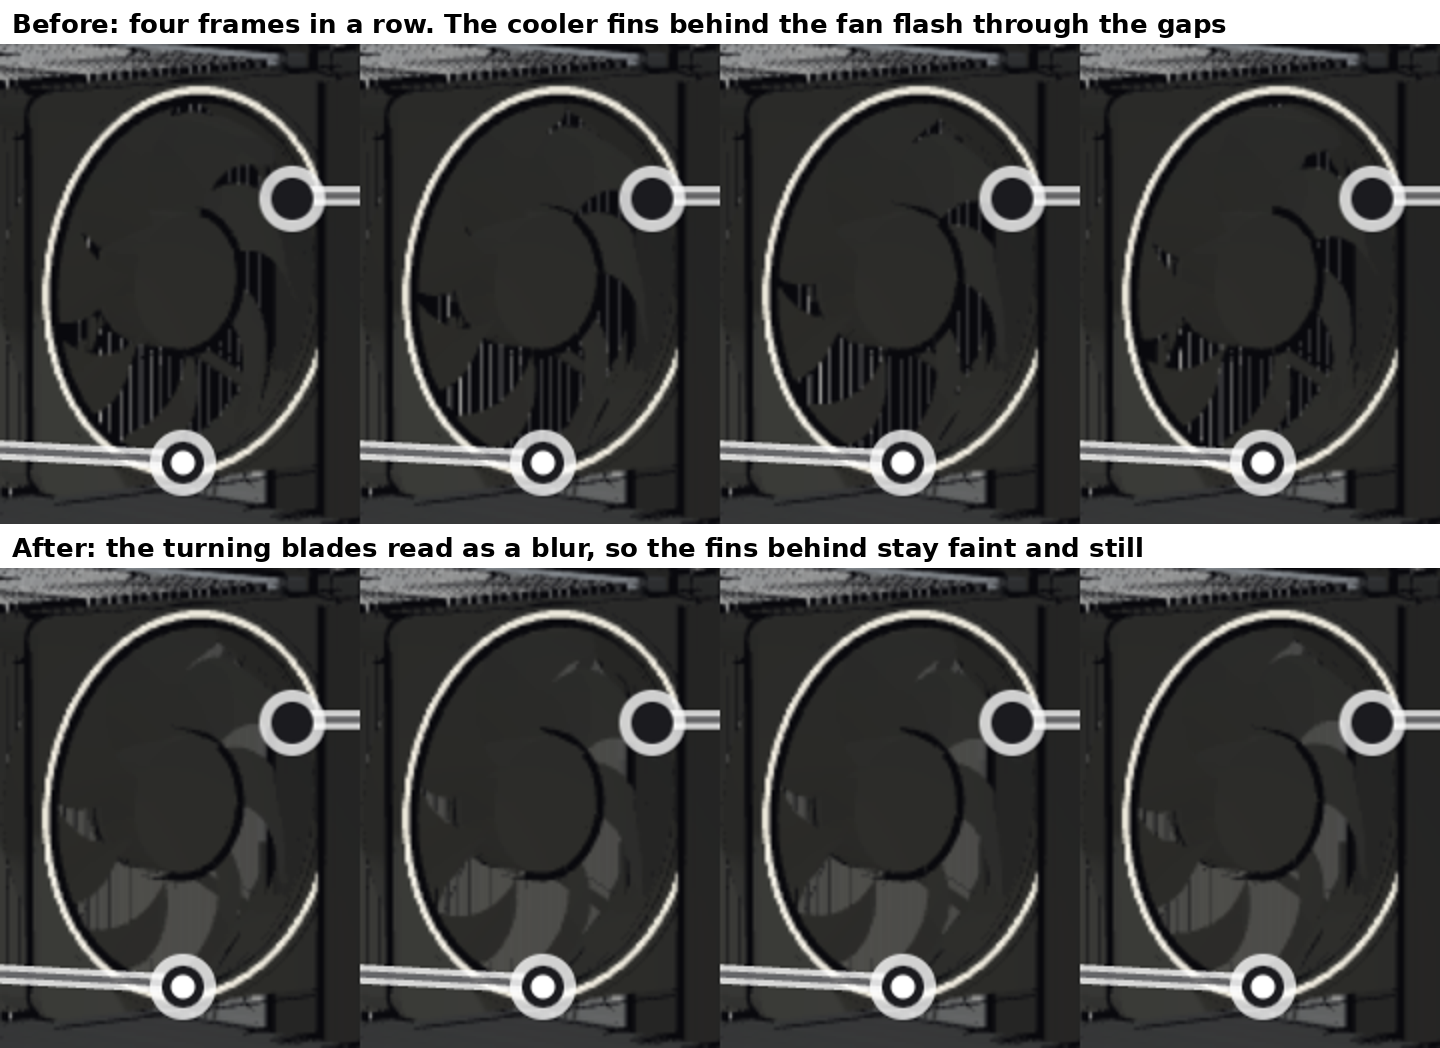 Before: four frames in a row. The cooler fins behind the fan flash through the gaps
After: the turning blades read as a blur, so the fins behind stay faint and still